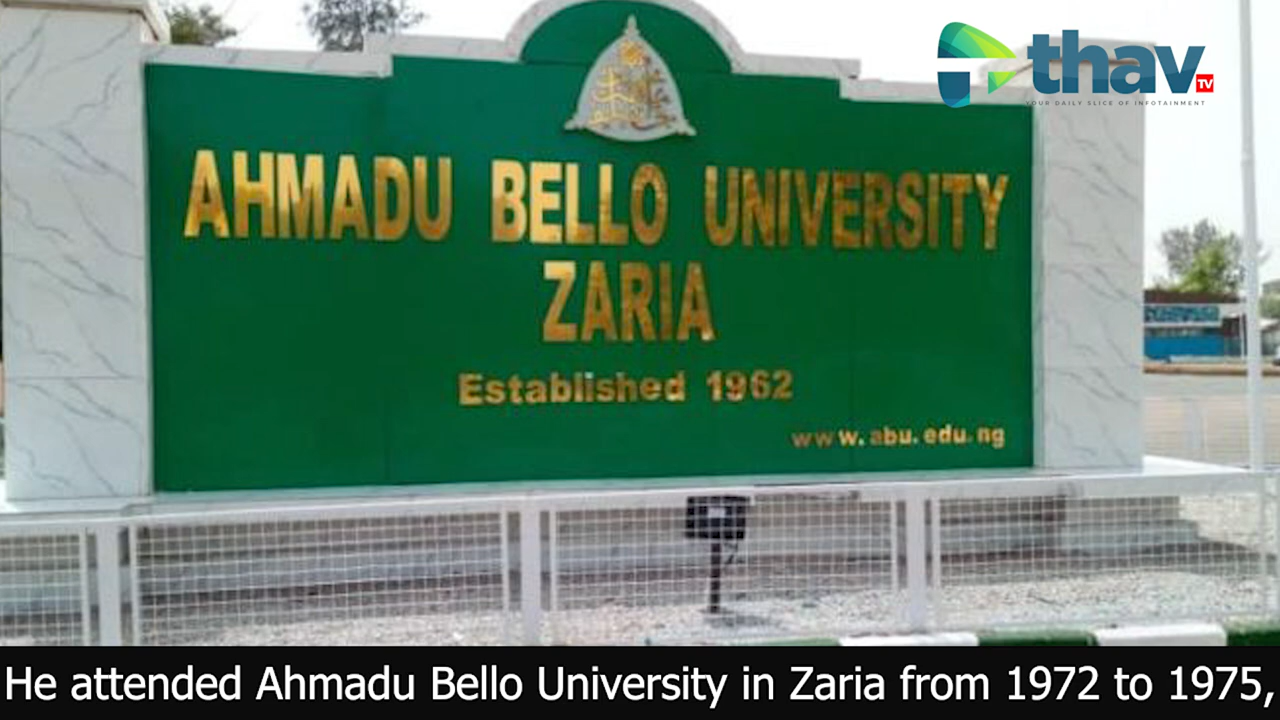 thav TV
YOUR DAILY SLICE OF INFOTAINMENT
AHMADU BELLO UNIVERSITY
ZARIA
Established 1962
www.abu.edu.ng
He attended Ahmadu Bello University in Zaria from 1972 to 1975,